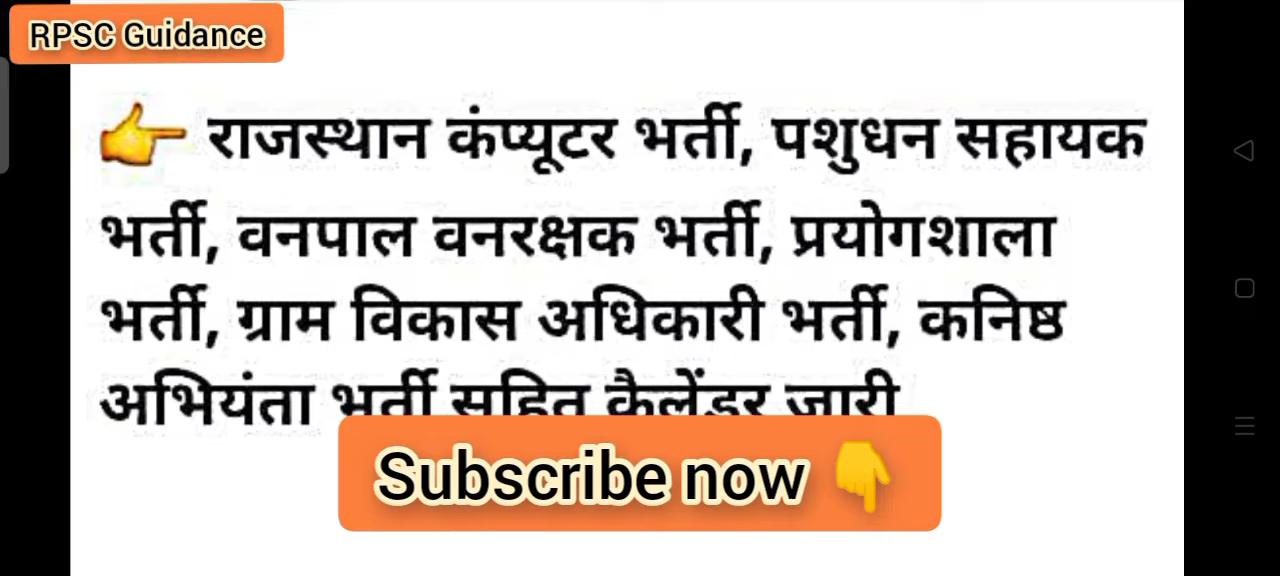 RPSC Guidance
👉 राजस्थान कंप्यूटर भर्ती, पशुधन सहायक
भर्ती, वनपाल वनरक्षक भर्ती, प्रयोगशाला
भर्ती, ग्राम विकास अधिकारी भर्ती, कनिष्ठ
अभियंता भर्ती सहित कैलेंडर जारी
Subscribe now 👇